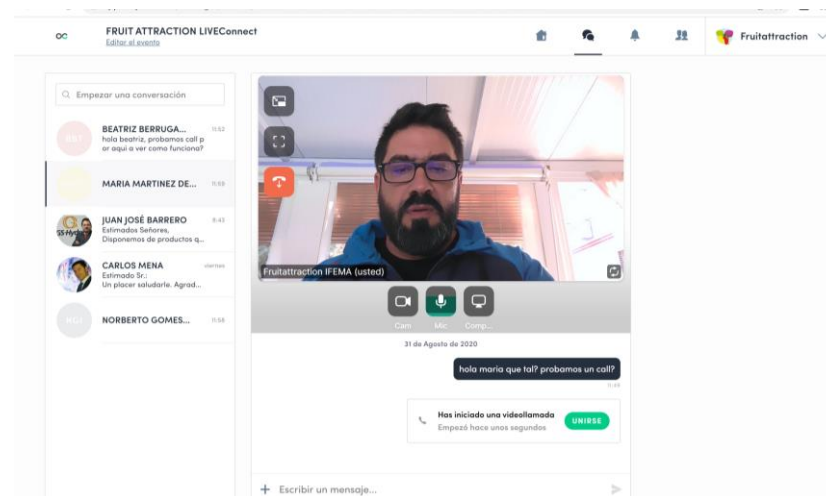 FRUIT ATTRACTION LIVEConnect
Editar el evento
Fruitattraction
Empezar una conversación
BEATRIZ BERRUGA...
11:52
hola beatriz, probamos call p
or aqui a ver como funciona?
MARIA MARTINEZ DE...
11:59
JUAN JOSÉ BARRERO
Estimados Señores,
Disponemos de productos q...
CARLOS MENA
viernes
Estimado Sr.:
Un placer saludarle. Agrad...
NORBERTO GOMES...
11:58
Fruitattraction IFEMA (usted)
Cam
Mic
Comp...
31 de Agosto de 2020
hola maria que tal? probamos un call?
Has iniciado una videollamada
Empezó hace unos segundos
UNIRSE
Escribir un mensaje...